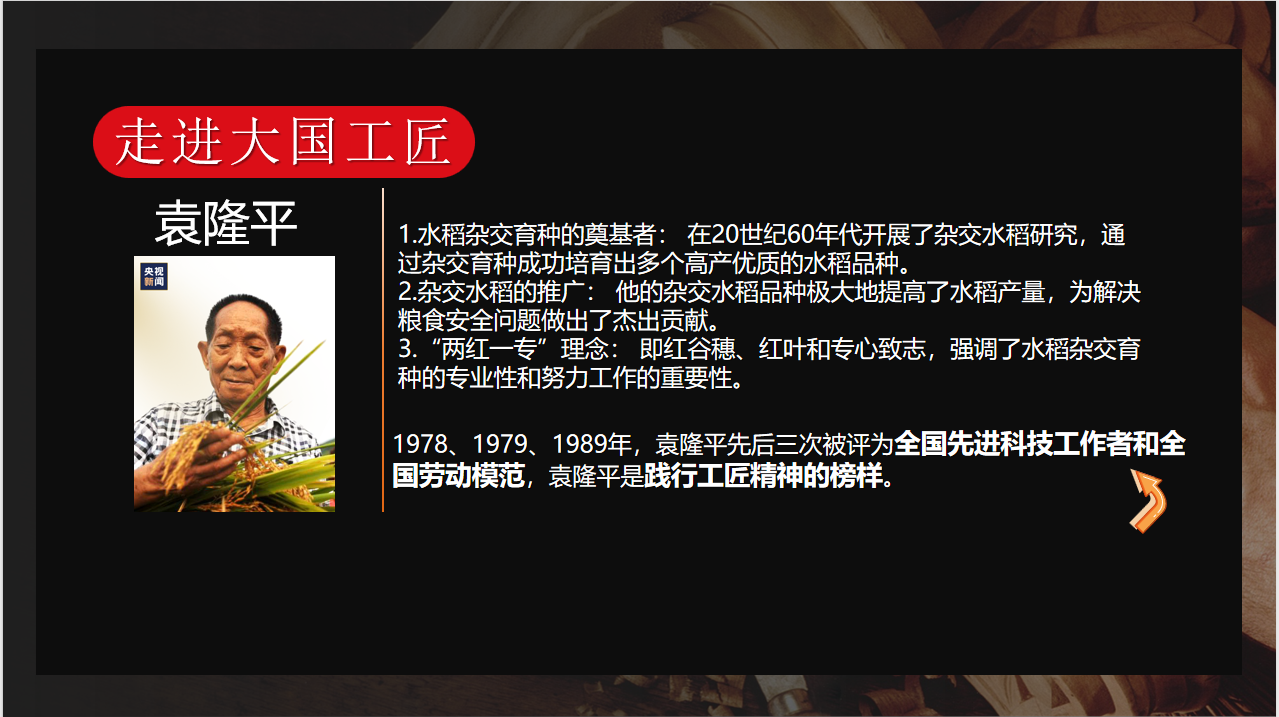 走进大国工匠
袁隆平
央视
新闻
1.水稻杂交育种的奠基者： 在20世纪60年代开展了杂交水稻研究，通
过杂交育种成功培育出多个高产优质的水稻品种。
2.杂交水稻的推广： 他的杂交水稻品种极大地提高了水稻产量，为解决
粮食安全问题做出了杰出贡献。
3.“两红一专”理念： 即红谷穗、红叶和专心致志，强调了水稻杂交育
种的专业性和努力工作的重要性。
1978、1979、1989年，袁隆平先后三次被评为全国先进科技工作者和全
国劳动模范，袁隆平是践行工匠精神的榜样。